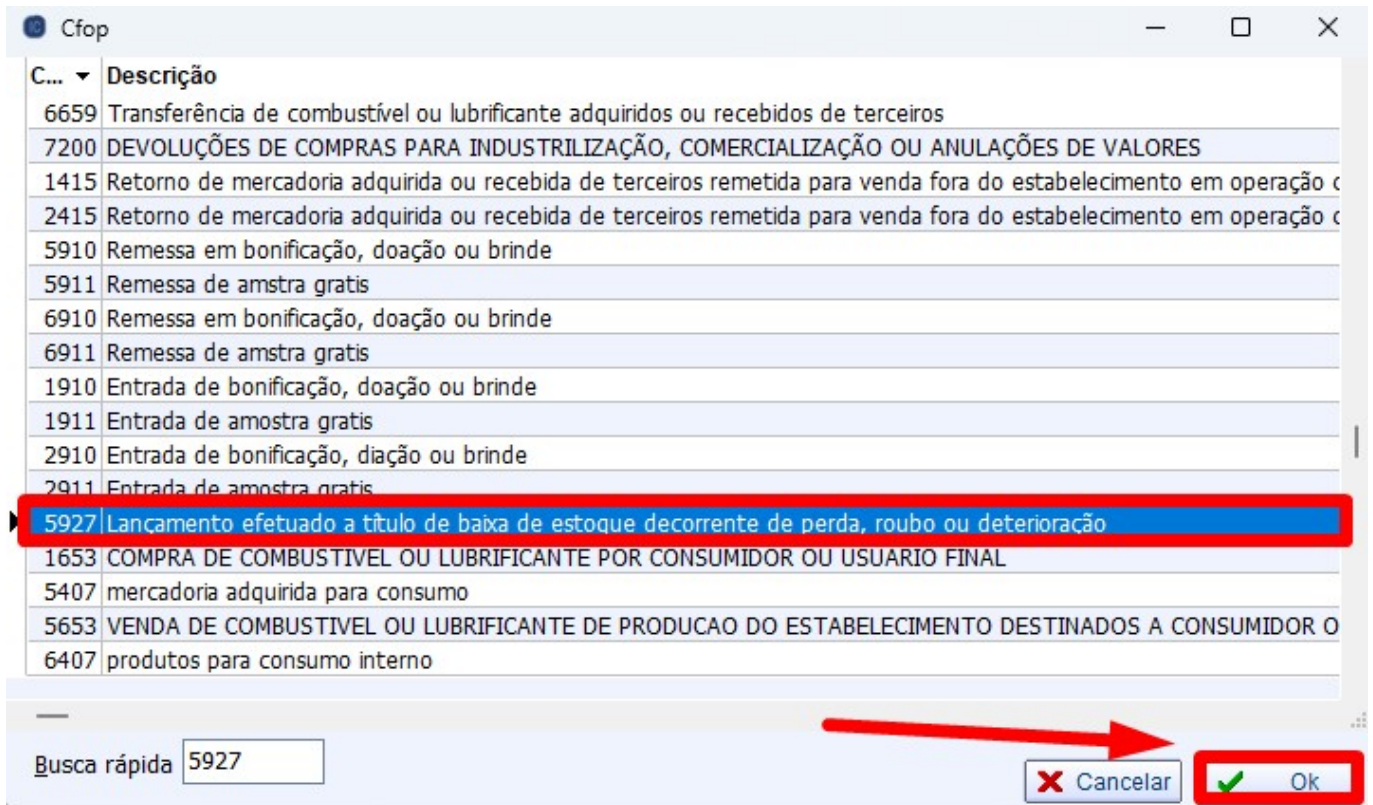 Cfop
C... Descrição
6659 Transferência de combustível ou lubrificante adquiridos ou recebidos de terceiros
7200 DEVOLUÇÕES DE COMPRAS PARA INDUSTRILIZAÇÃO, COMERCIALIZAÇÃO OU ANULAÇÕES DE VALORES
1415 Retorno de mercadoria adquirida ou recebida de terceiros remetida para venda fora do estabelecimento em operação
2415 Retorno de mercadoria adquirida ou recebida de terceiros remetida para venda fora do estabelecimento em operação
5910 Remessa em bonificação, doação ou brinde
5911 Remessa de amstra gratis
6910 Remessa em bonificação, doação ou brinde
6911 Remessa de amstra gratis
1910 Entrada de bonificação, doação ou brinde
1911 Entrada de amostra gratis
2910 Entrada de bonificação, diação ou brinde
2911 Entrada de amostra gratis
5927 Lançamento efetuado a título de baixa de estoque decorrente de perda, roubo ou deterioração
1653 COMPRA DE COMBUSTIVEL OU LUBRIFICANTE POR CONSUMIDOR OU USUARIO FINAL
5407 mercadoria adquirida para consumo
5653 VENDA DE COMBUSTIVEL OU LUBRIFICANTE DE PRODUCAO DO ESTABELECIMENTO DESTINADOS A CONSUMIDOR O
6407 produtos para consumo interno
Busca rápida 5927
Cancelar Ok